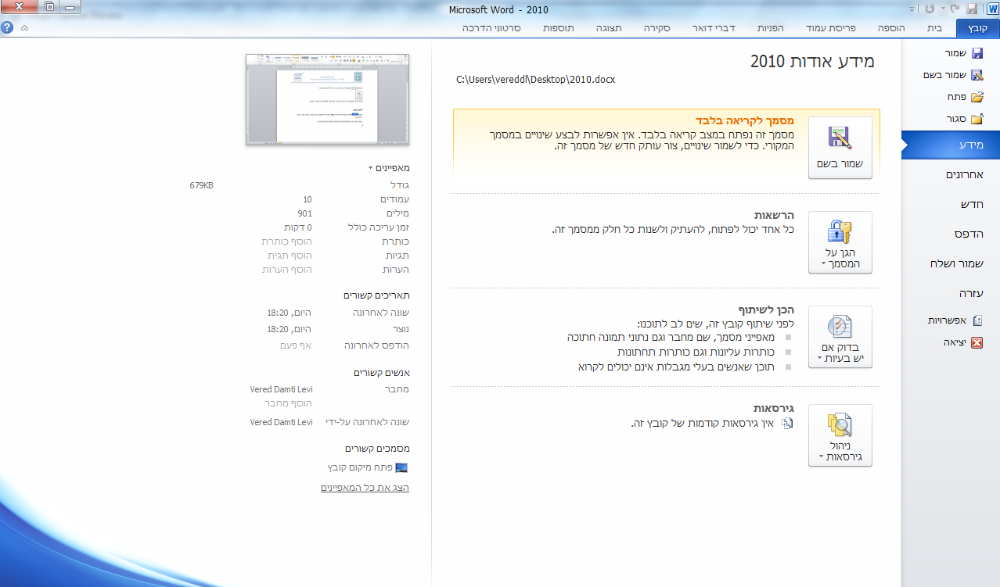 Microsoft Word - 2010
קובץ
בית
הוספה
פריסת עמוד
הפניות
דברי דואר
סקירה
תצוגה
תוספות
סרטוני הדרכה
שמור
שמור בשם
פתח
סגור
מידע
אחרונים
חדש
הדפס
שמור ושלח
עזרה
אפשרויות
יציאה
מידע אודות 2010
C:\Users\vereddl\Desktop\2010.docx
שמור בשם
מסמך לקריאה בלבד
מסמך זה נפתח במצב קריאה בלבד. אין אפשרות לבצע שינויים במסמך
המקורי. כדי לשמור שינויים, צור עותק חדש של מסמך זה.
הגן על
המסמך
הרשאות
כל אחד יכול לפתוח, להעתיק ולשנות כל חלק ממסמך זה.
בדוק אם
יש בעיות
הכן לשיתוף
לפני שיתוף קובץ זה, שים לב לתוכנו:
מאפייני מסמך, שם מחבר וגם נתוני תמונה חתוכה
כותרות עליונות וגם כותרות תחתונות
תוכן שאנשים בעלי מגבלות אינם יכולים לקרוא
ניהול
גירסאות
גירסאות
אין גירסאות קודמות של קובץ זה.
מאפיינים
גודל 679KB
עמודים 10
מילים 901
זמן עריכה כולל 0 דקות
כותרת הוסף כותרת
תגיות הוסף תגית
הערות הוסף הערות
תאריכים קשורים
שונה לאחרונה היום, 18:20
נוצר היום, 18:20
הודפס לאחרונה אף פעם
אנשים קשורים
מחבר Vered Damti Levi
הוסף מחבר
שונה לאחרונה על-ידי Vered Damti Levi
מסמכים קשורים
פתח מיקום קובץ
הצג את כל המאפיינים